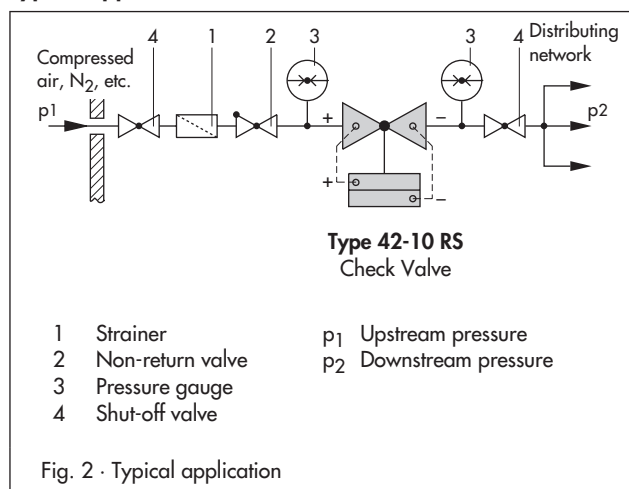 4 1 2 3 3 4
Compressed air, N₂, etc.
Distributing network
p1
p2
+ –
+ –
Type 42-10 RS
Check Valve
1 Strainer
2 Non-return valve
3 Pressure gauge
4 Shut-off valve
p₁ Upstream pressure
p₂ Downstream pressure
Fig. 2 · Typical application